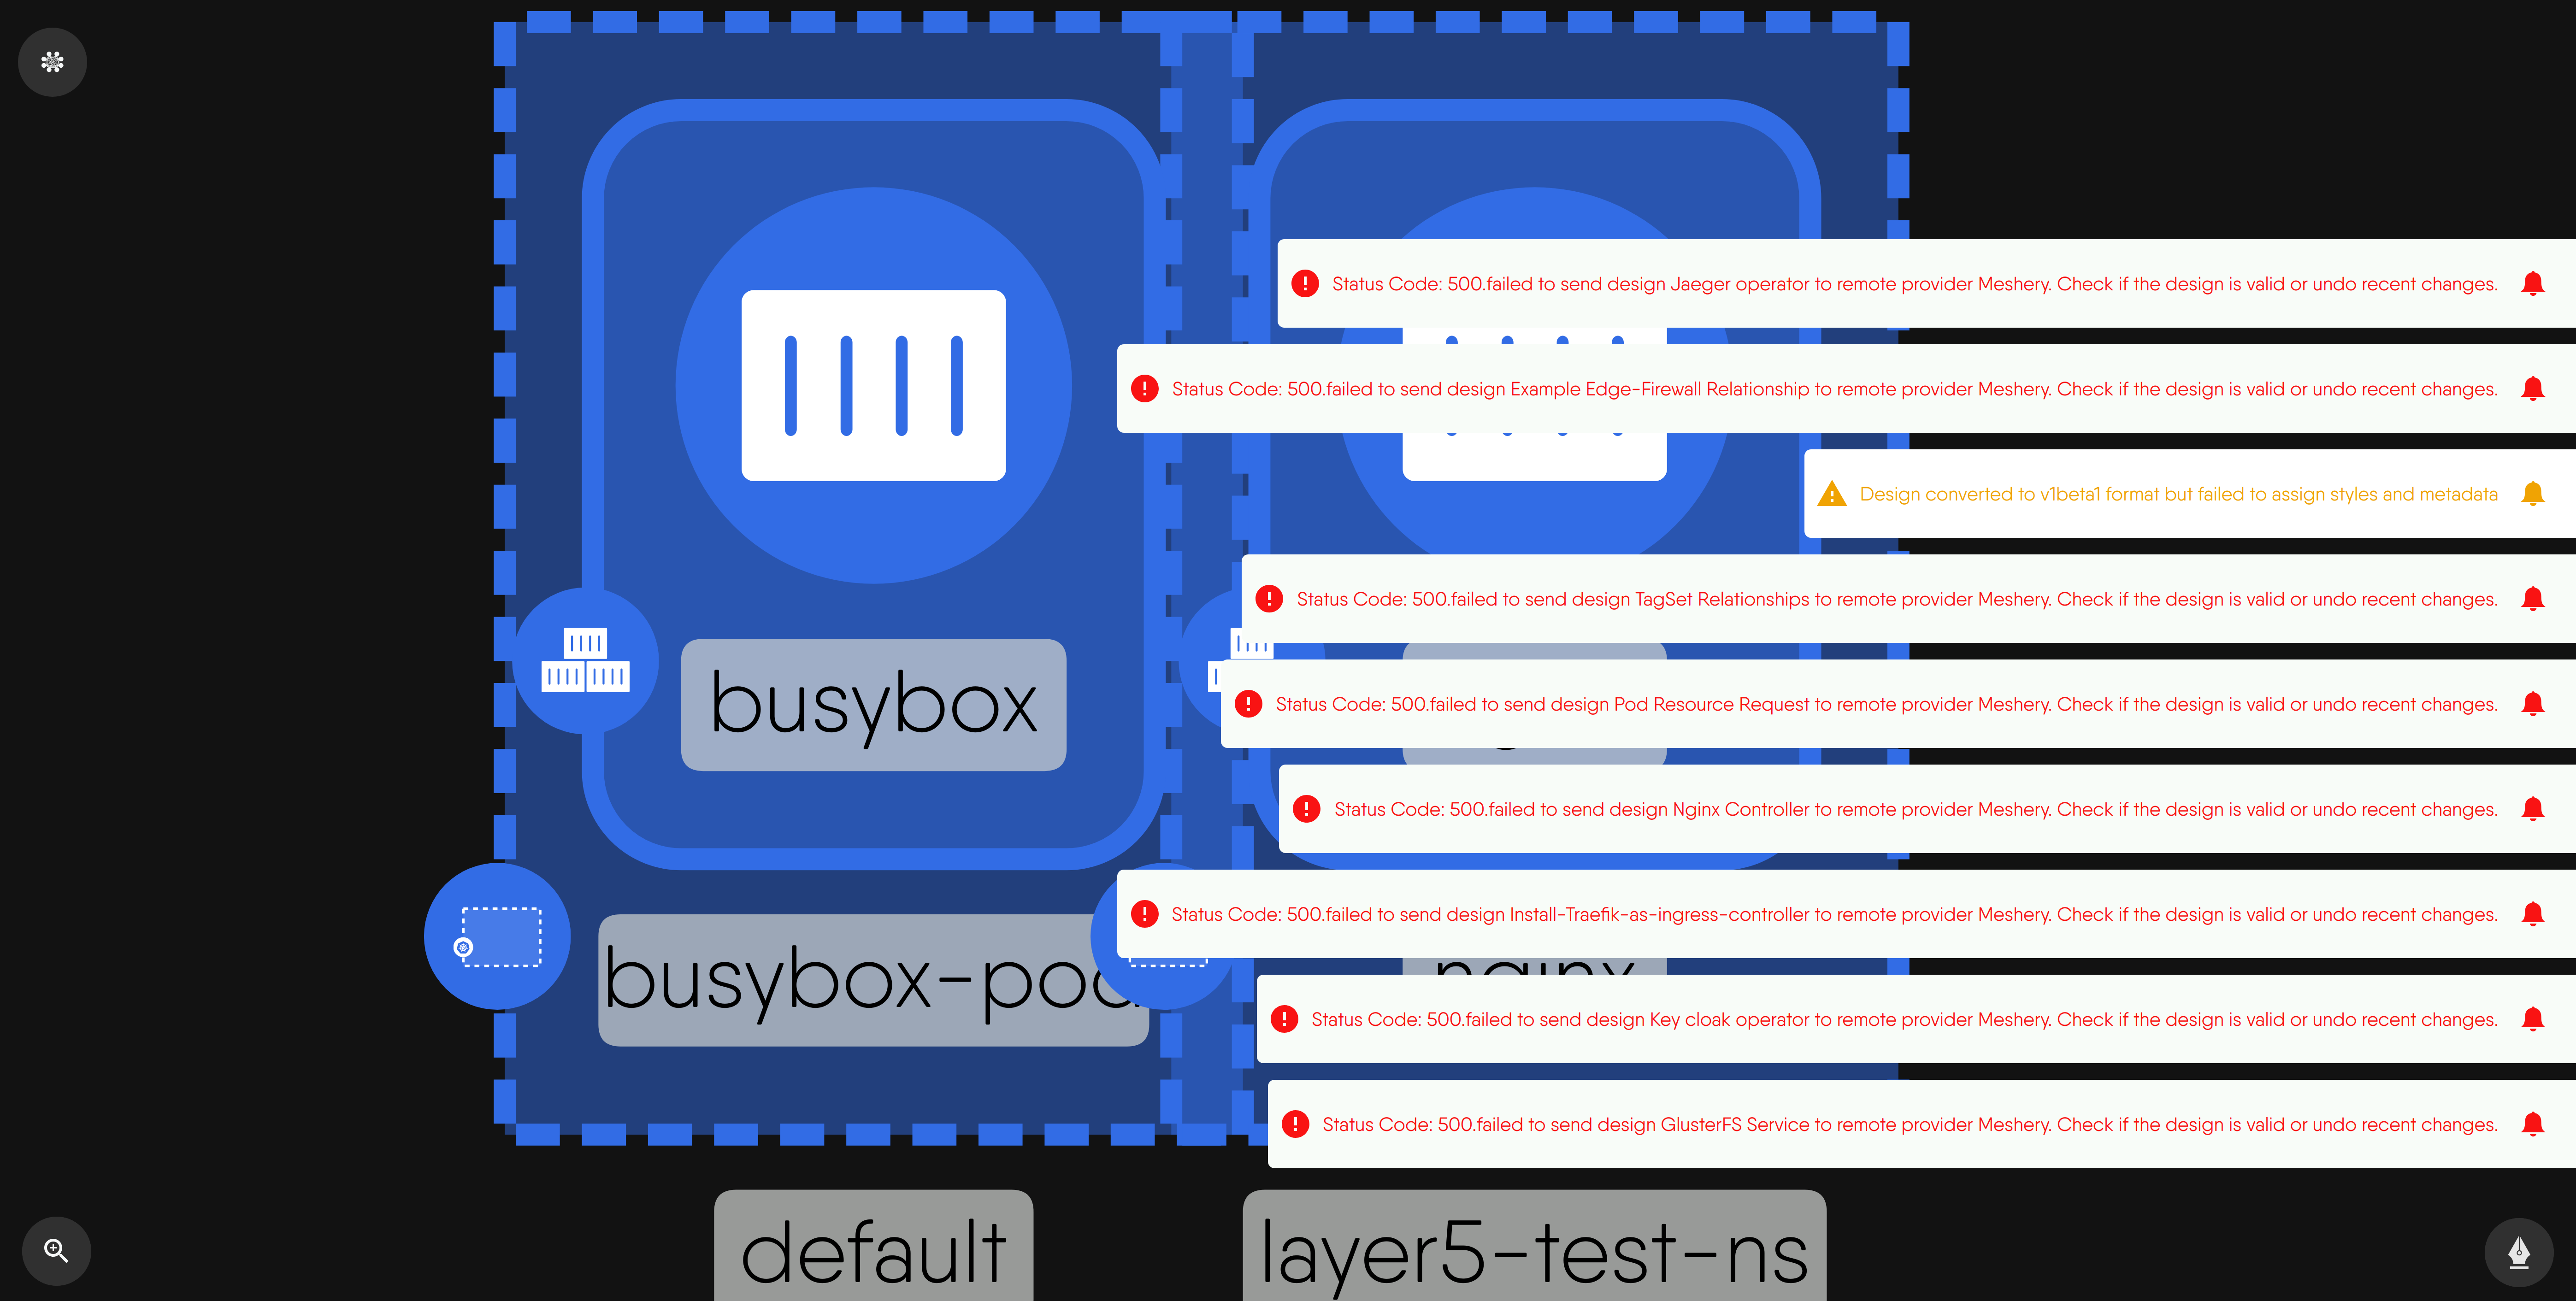 Status Code: 500.failed to send design Jaeger operator to remote provider Meshery. Check if the design is valid or undo recent changes.
Status Code: 500.failed to send design Example Edge-Firewall Relationship to remote provider Meshery. Check if the design is valid or undo recent changes.
Design converted to v1beta1 format but failed to assign styles and metadata
Status Code: 500.failed to send design TagSet Relationships to remote provider Meshery. Check if the design is valid or undo recent changes.
busybox
Status Code: 500.failed to send design Pod Resource Request to remote provider Meshery. Check if the design is valid or undo recent changes.
Status Code: 500.failed to send design Nginx Controller to remote provider Meshery. Check if the design is valid or undo recent changes.
Status Code: 500.failed to send design Install-Traefik-as-ingress-controller to remote provider Meshery. Check if the design is valid or undo recent changes.
busybox-pod
nginx
Status Code: 500.failed to send design Key cloak operator to remote provider Meshery. Check if the design is valid or undo recent changes.
Status Code: 500.failed to send design GlusterFS Service to remote provider Meshery. Check if the design is valid or undo recent changes.
default
layer5-test-ns